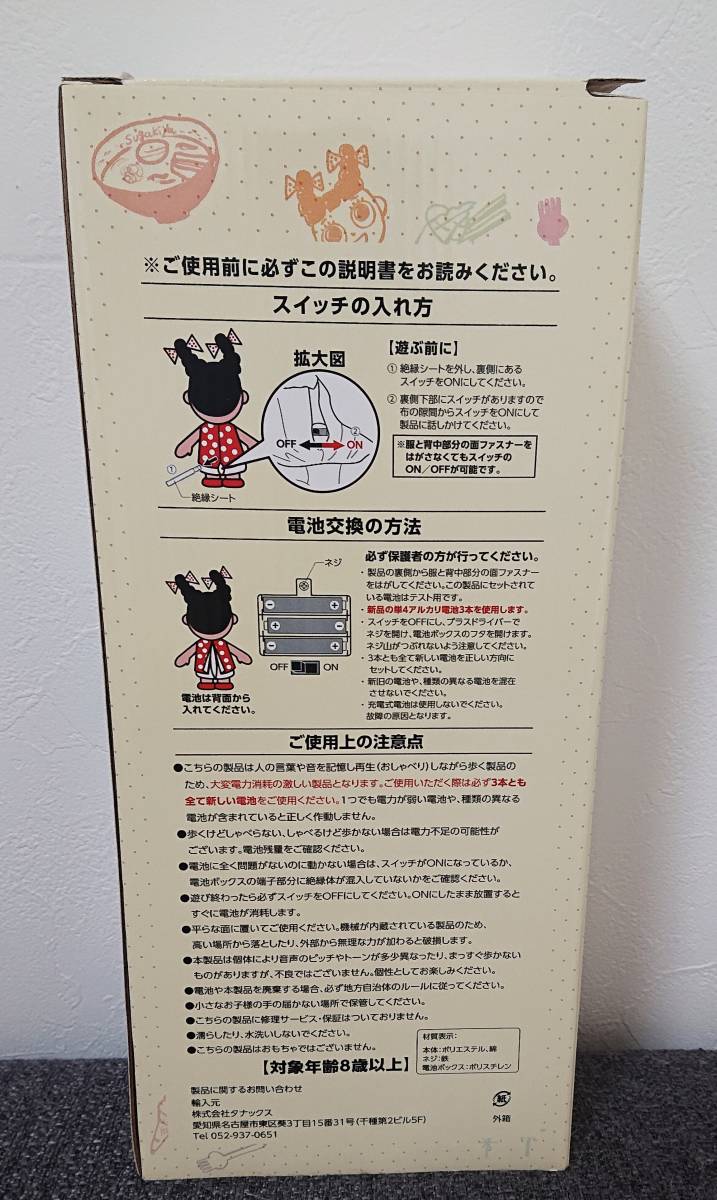 Sugakiya
※ご使用前に必ずこの説明書をお読みください。
スイッチの入れ方
拡大図
OFF
ON
②
①
絶縁シート
【遊ぶ前に】
① 絶縁シートを外し、裏側にある
スイッチをONにしてください。
② 裏側下部にスイッチがありますので
布の隙間からスイッチをONにして
製品に話しかけてください。
※服と背中部分の面ファスナーを
はがさなくてもスイッチの
ON/OFFが可能です。
電池交換の方法
ネジ
OFF
ON
電池は背面から
入れてください。
必ず保護者の方が行ってください。
・製品の裏側から服と背中部分の面ファスナー
をはがしてください。この製品にセットされて
いる電池はテスト用です。
・新品の単4アルカリ電池3本を使用します。
・スイッチをOFFにし、プラスドライバーで
ネジを開け、電池ボックスのフタを開けます。
ネジ山がつぶれないよう注意してください。
・3本とも全て新しい電池を正しい方向に
セットしてください。
・新旧の電池や、種類の異なる電池を混在
させないでください。
・充電式電池は使用しないでください。
故障の原因となります。
ご使用上の注意点
●こちらの製品は人の言葉や音を記憶し再生(おしゃべり)しながら歩く製品の
ため、大変電力消耗の激しい製品となります。ご使用いただく際は必ず3本とも
全て新しい電池をご使用ください。1つでも電力が弱い電池や、種類の異なる
電池が含まれていると正しく作動しません。
●歩くけどしゃべらない、しゃべるけど歩かない場合は電力不足の可能性が
ございます。電池残量をご確認ください。
●電池に全く問題がないのに動かない場合は、スイッチがONになっているか、
電池ボックスの端子部分に絶縁体が混入していないかをご確認ください。
●遊び終わったら必ずスイッチをOFFにしてください。ONにしたまま放置すると
すぐに電池が消耗します。
●平らな面に置いてご使用ください。機械が内蔵されている製品のため、
高い場所から落としたり、外部から無理な力が加わると破損します。
●本製品は個体により音声のピッチやトーンが多少異なったり、まっすぐ歩かない
ものがありますが、不良ではございません。個性としてお楽しみください。
●電池や本製品を廃棄する場合、必ず地方自治体のルールに従ってください。
●小さなお子様の手の届かない場所で保管してください。
●こちらの製品に修理サービス・保証はついておりません。
●濡らしたり、水洗いしないでください。
●こちらの製品はおもちゃではございません。
【対象年齢8歳以上】
材質表示:
本体:ポリエステル、綿
ネジ:鉄
電池ボックス:ポリスチレン
製品に関するお問い合わせ
輸入元
株式会社タナックス
愛知県名古屋市東区葵3丁目15番31号(千種第2ビル5F)
Tel 052-937-0651
紙
外箱